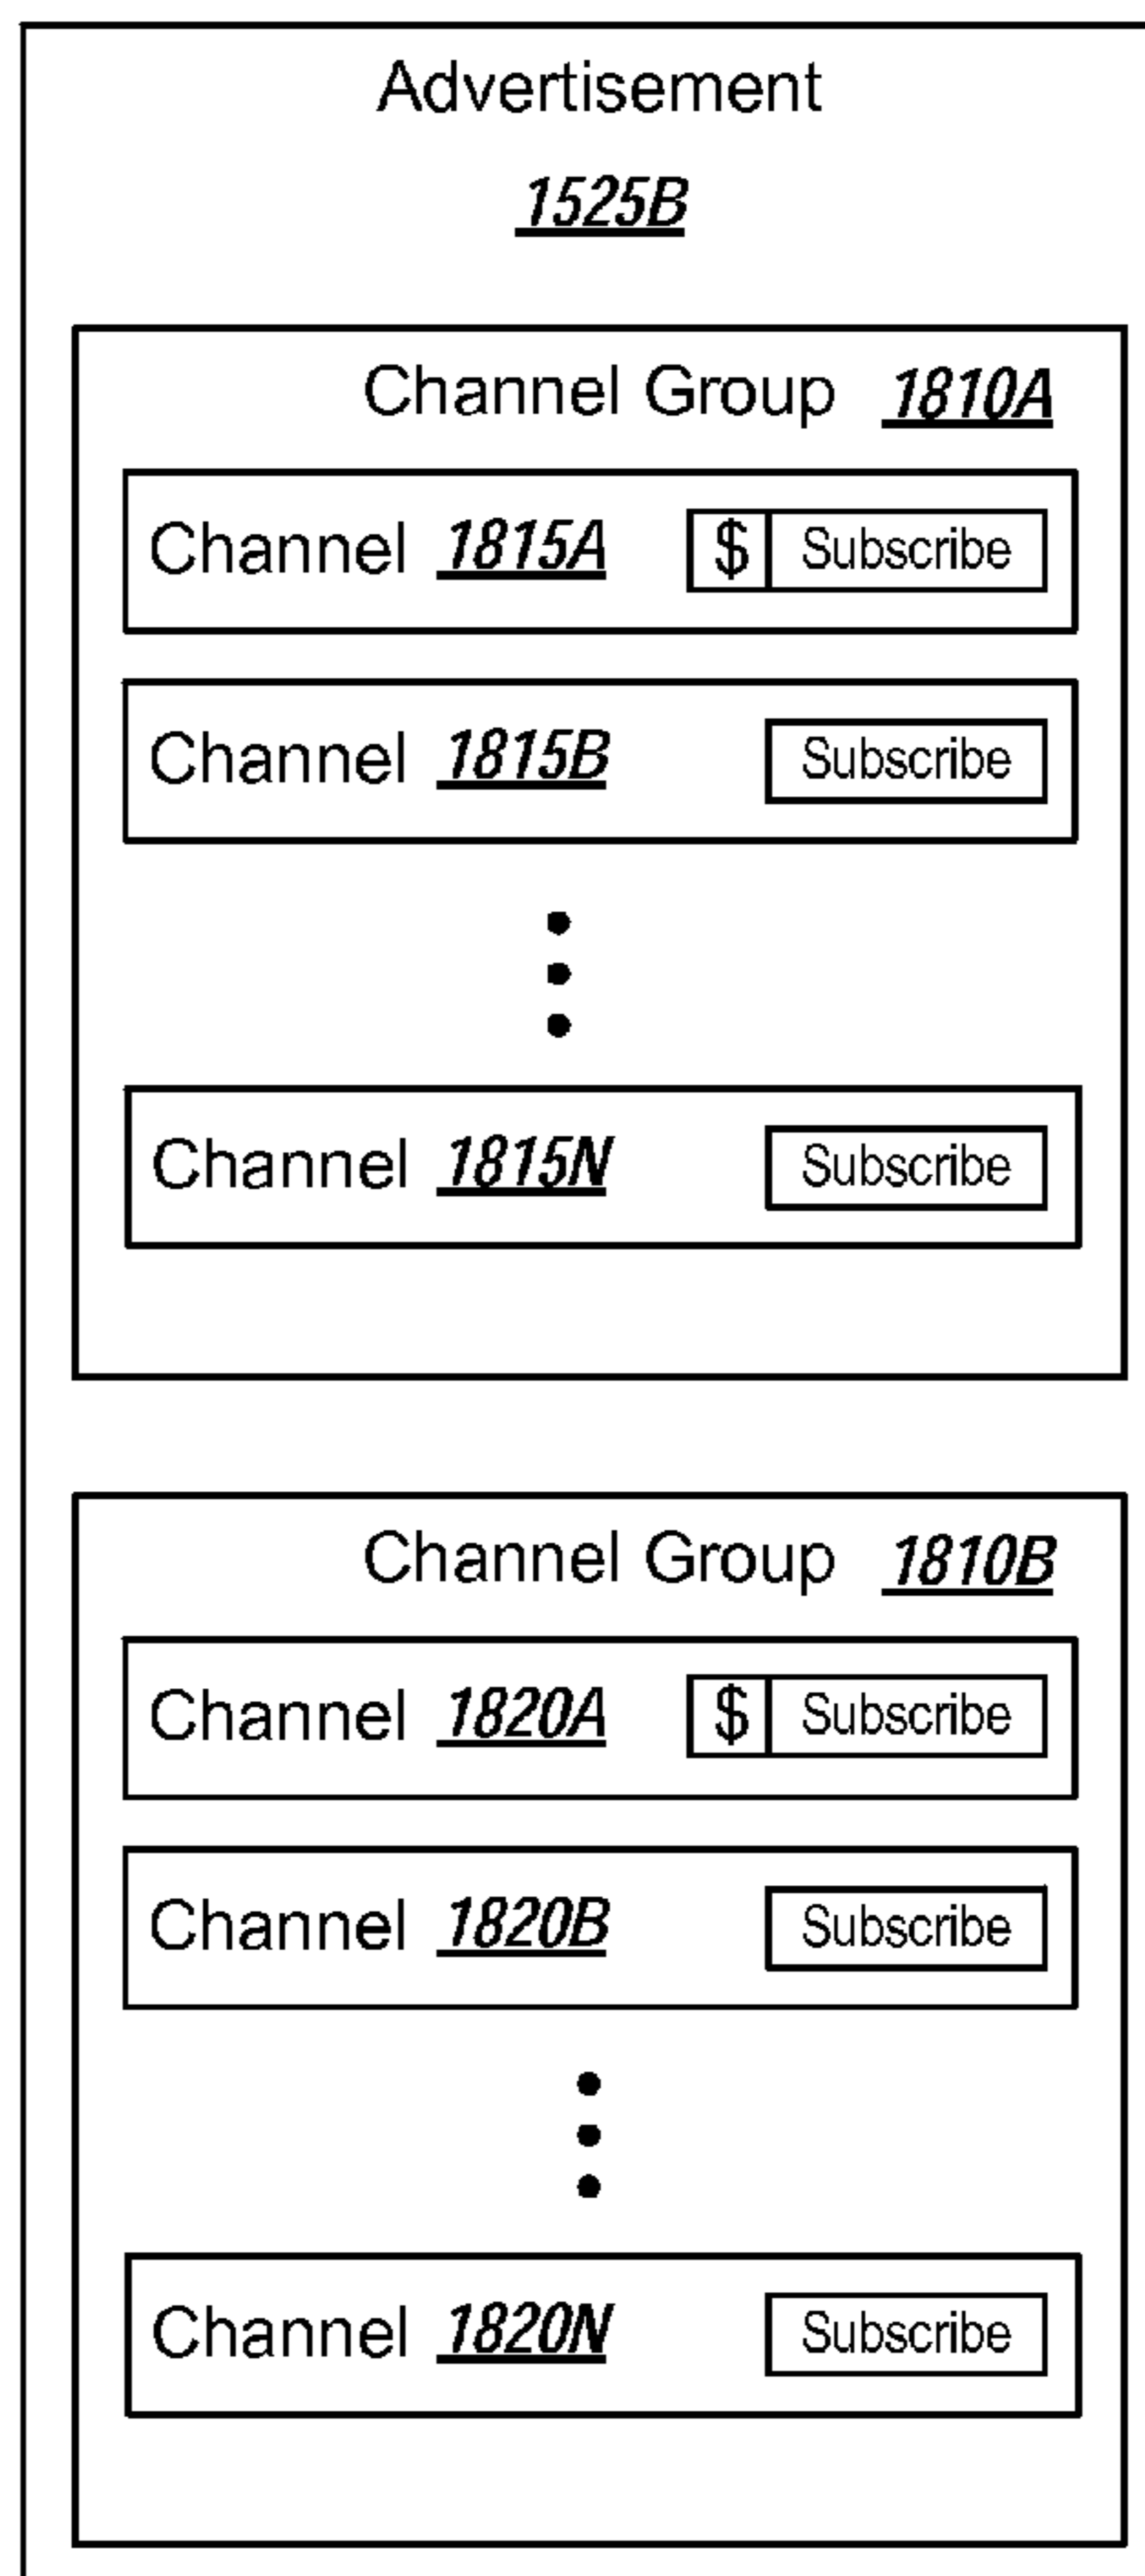 Advertisement
1525B
Channel Group 1810A
Channel 1815A $ Subscribe
Channel 1815B Subscribe
Channel 1815N Subscribe
Channel Group 1810B
Channel 1820A $ Subscribe
Channel 1820B Subscribe
Channel 1820N Subscribe